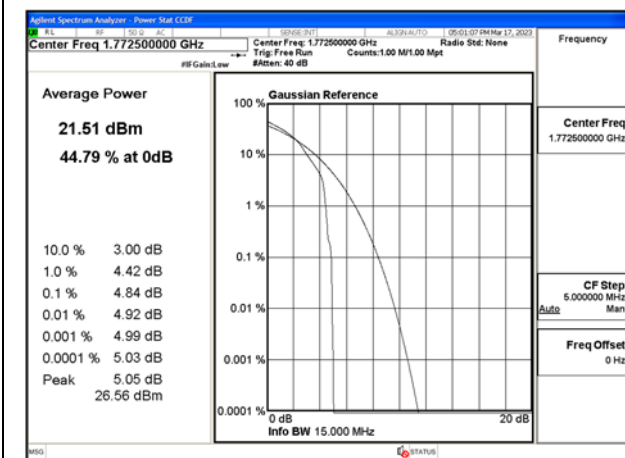 Agilent Spectrum Analyzer - Power Stat CCDF
RL RF 50 Ω AC SENSE:INT ALIGN AUTO 05:01:07 PM Mar 17, 2023
Center Freq 1.772500000 GHz
Center Freq: 1.772500000 GHz Radio Std: None
Trig: Free Run Counts:1.00 M/1.00 Mpt
#IFGain:Low #Atten: 40 dB
Frequency
Average Power
21.51 dBm
44.79 % at 0dB
10.0 % 3.00 dB
1.0 % 4.42 dB
0.1 % 4.84 dB
0.01 % 4.92 dB
0.001 % 4.99 dB
0.0001 % 5.03 dB
Peak 5.05 dB
26.56 dBm
Gaussian Reference
100 %
10 %
1 %
0.1 %
0.01 %
0.001 %
0.0001 %
0 dB 20 dB
Info BW 15.000 MHz
Center Freq
1.772500000 GHz
CF Step
5.000000 MHz
Auto Man
Freq Offset
0 Hz
MSG STATUS